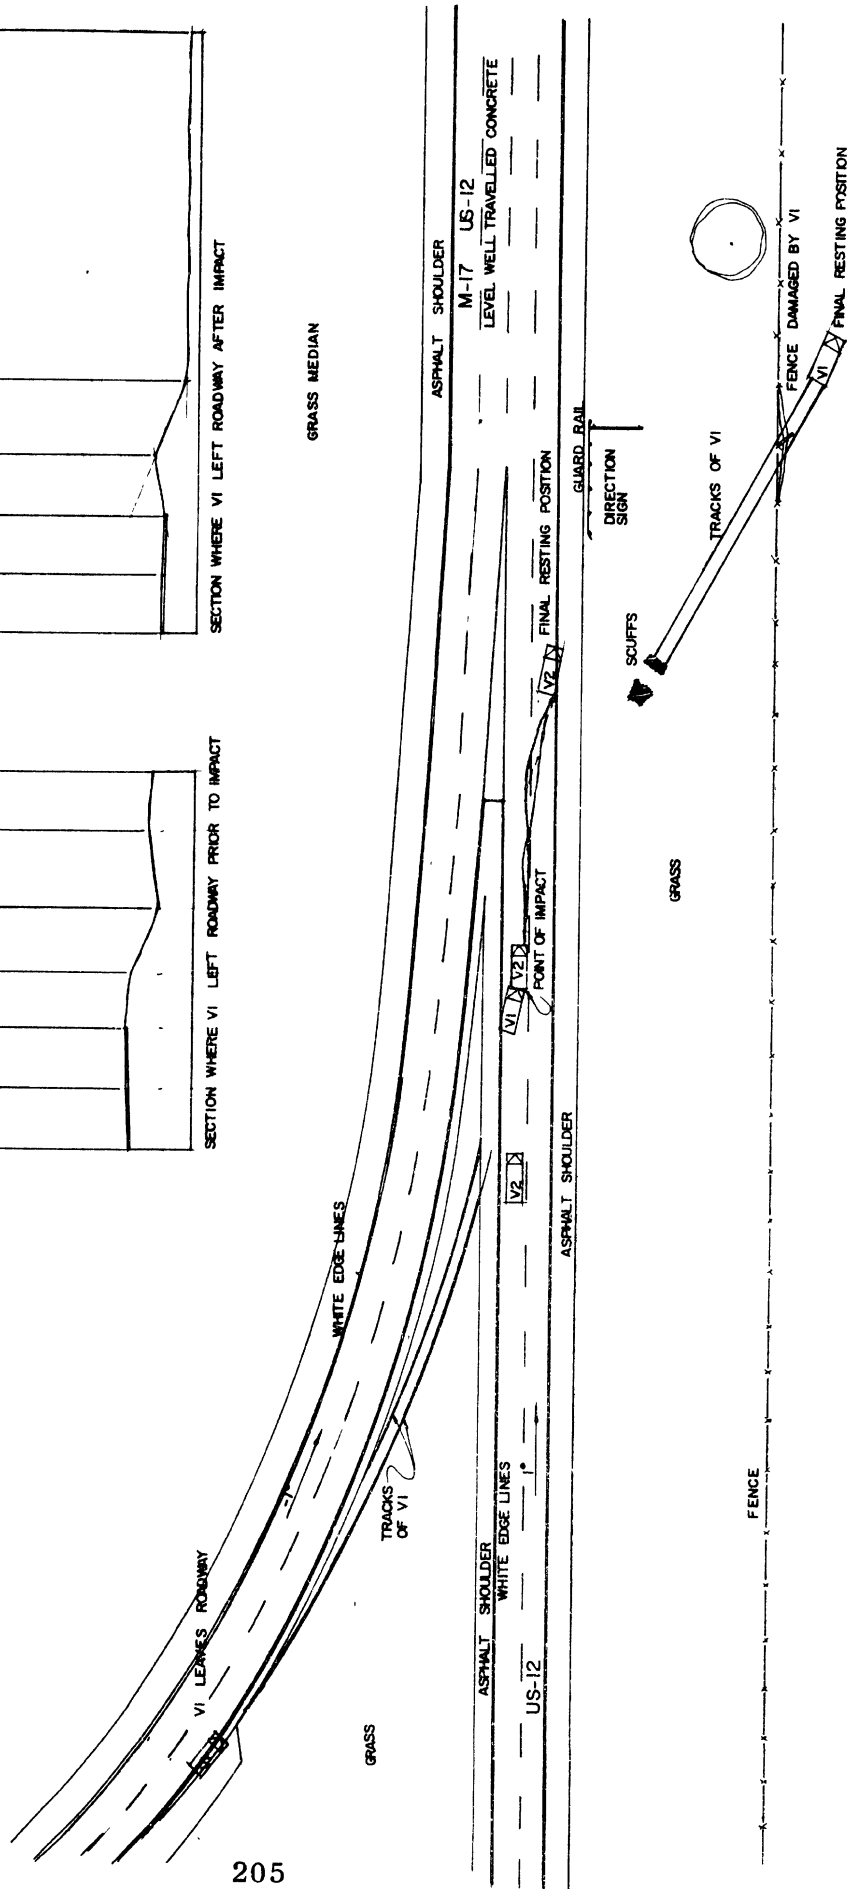 SECTION WHERE V1 LEFT ROADWAY AFTER IMPACT
SECTION WHERE V1 LEFT ROADWAY PRIOR TO IMPACT
GRASS MEDIAN
ASPHALT SHOULDER
M-17 US-12
LEVEL WELL TRAVELLED CONCRETE
GUARD RAIL
DIRECTION
SIGN
FENCE DAMAGED BY V1
V1
FINAL RESTING POSITION
TRACKS OF V1
SCUFFS
V2
FINAL RESTING POSITION
GRASS
V1
V2
POINT OF IMPACT
V2
ASPHALT SHOULDER
WHITE EDGE LINES
-1°
TRACKS
OF V1
V1 LEAVES ROADWAY
GRASS
ASPHALT SHOULDER
WHITE EDGE LINES
1°
US-12
FENCE
205